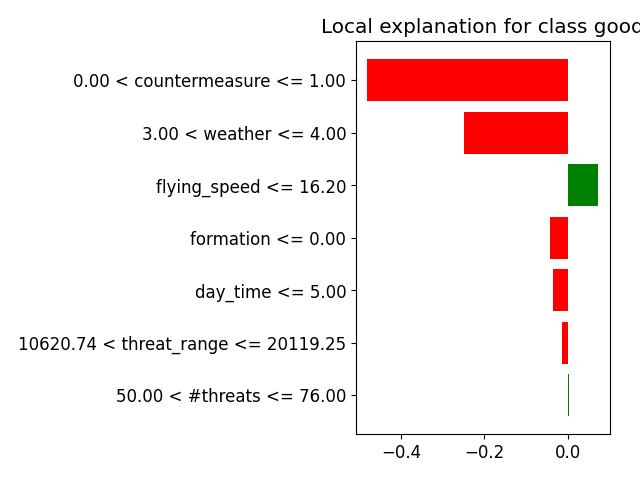 Local explanation for class good
0.00 < countermeasure <= 1.00
3.00 < weather <= 4.00
flying_speed <= 16.20
formation <= 0.00
day_time <= 5.00
10620.74 < threat_range <= 20119.25
50.00 < #threats <= 76.00
−0.4 −0.2 0.0